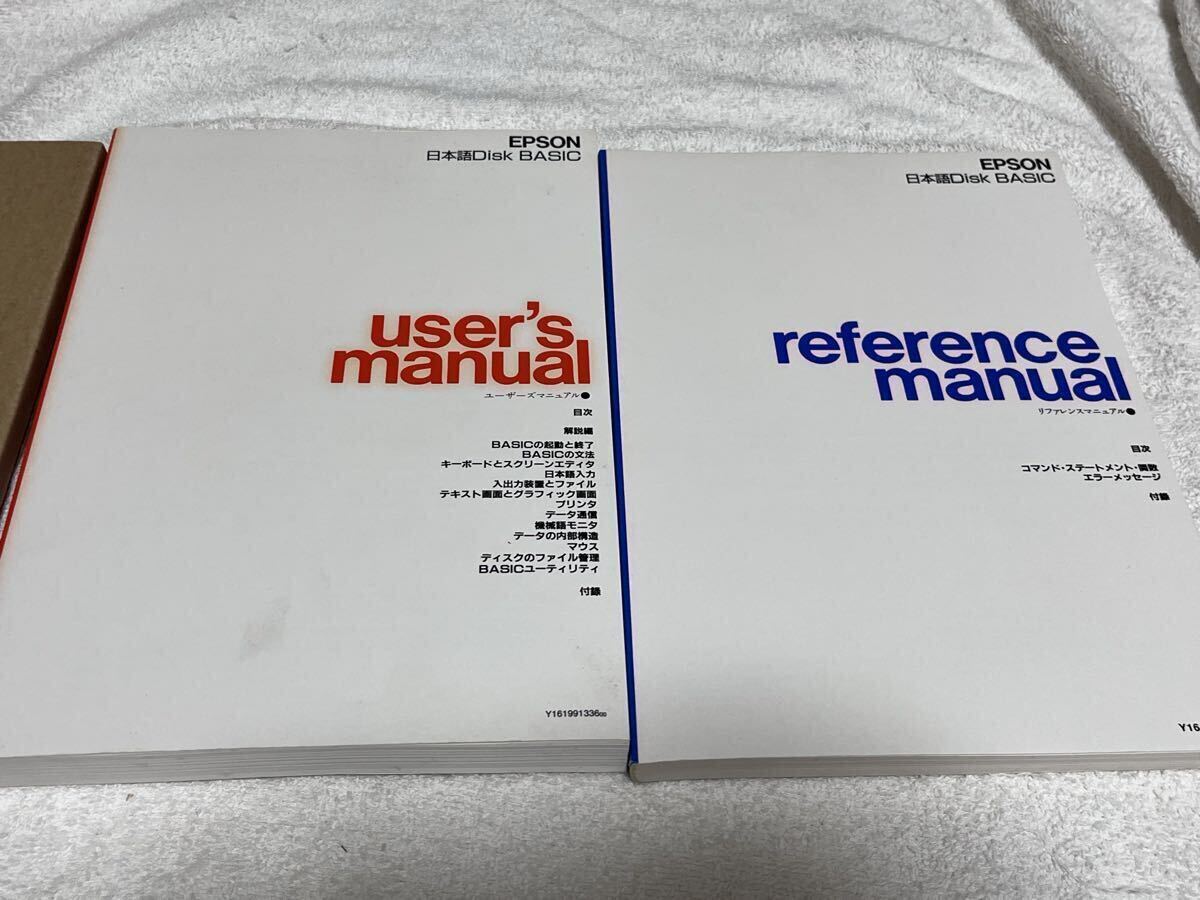 EPSON
日本語Disk BASIC
user's
manual
ユーザーズマニュアル●
目次
解説編
BASICの起動と終了
BASICの文法
キーボードとスクリーンエディタ
日本語入力
入出力装置とファイル
テキスト画面とグラフィック画面
プリンタ
データ通信
機械語モニタ
データの内部構造
マウス
ディスクのファイル管理
BASICユーティリティ
付録
Y161991336
EPSON
日本語Disk BASIC
reference
manual
リファレンスマニュアル●
目次
コマンド・ステートメント・関数
エラーメッセージ
付録
Y16